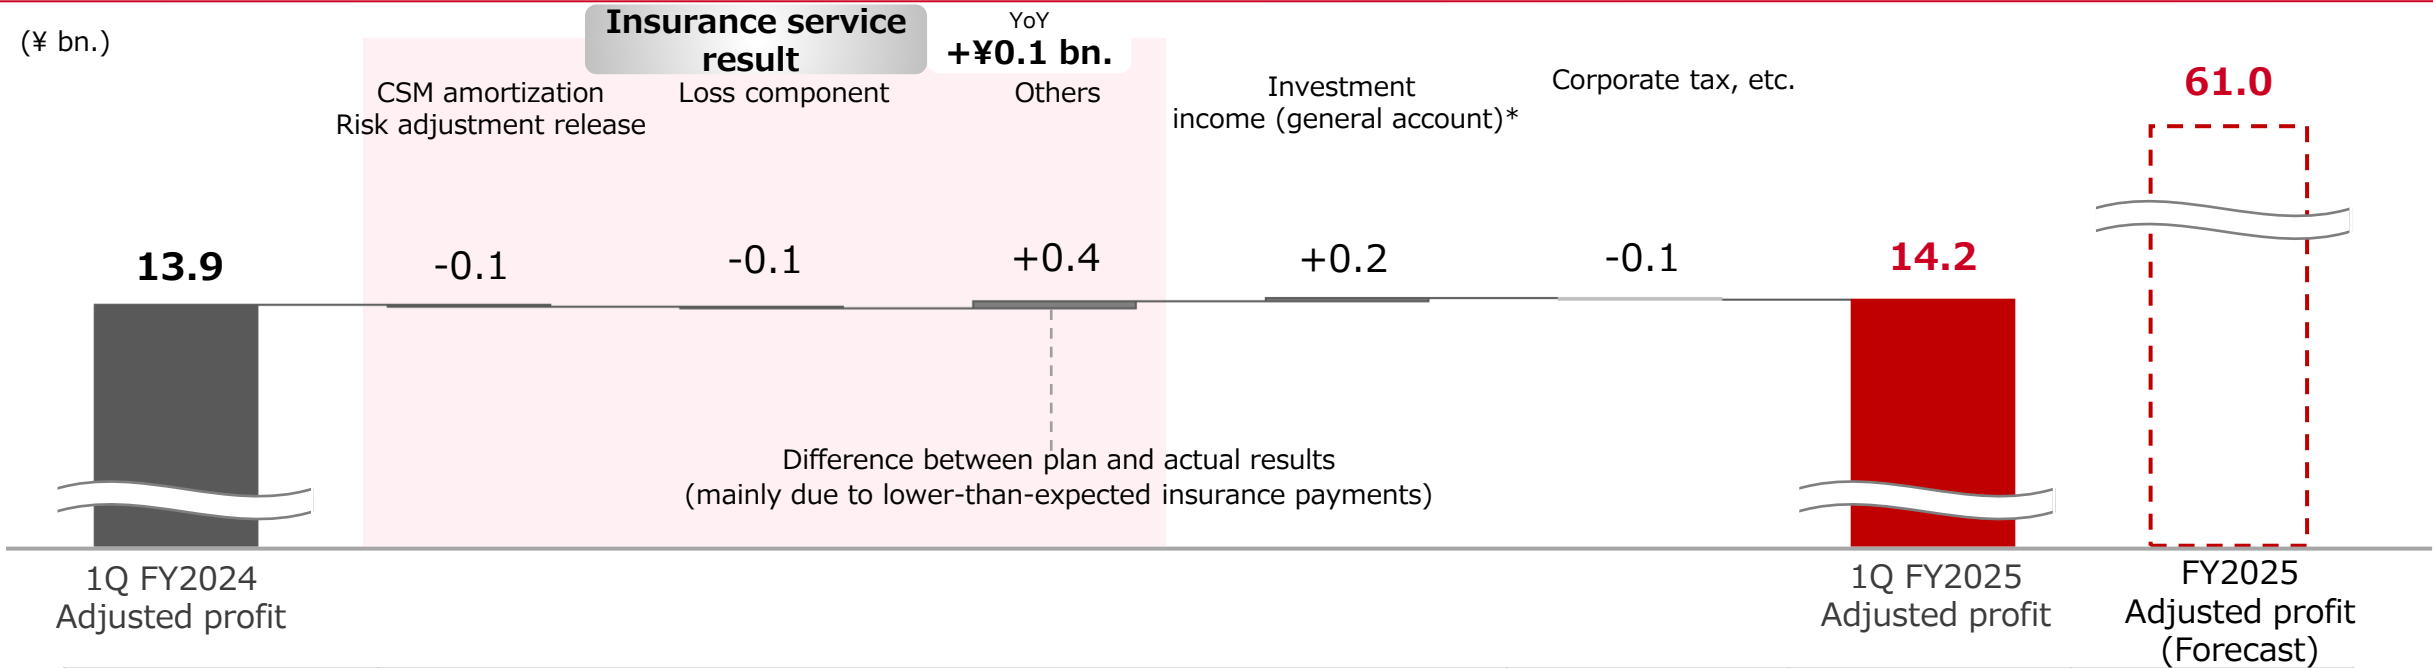 (¥ bn.)
Insurance service
result
YoY
+¥0.1 bn.
CSM amortization
Risk adjustment release
Loss component
Others
Investment
income (general account)*
Corporate tax, etc.
61.0
13.9
-0.1
-0.1
+0.4
+0.2
-0.1
14.2
Difference between plan and actual results
(mainly due to lower-than-expected insurance payments)
1Q FY2024
Adjusted profit
1Q FY2025
Adjusted profit
FY2025
Adjusted profit
(Forecast)